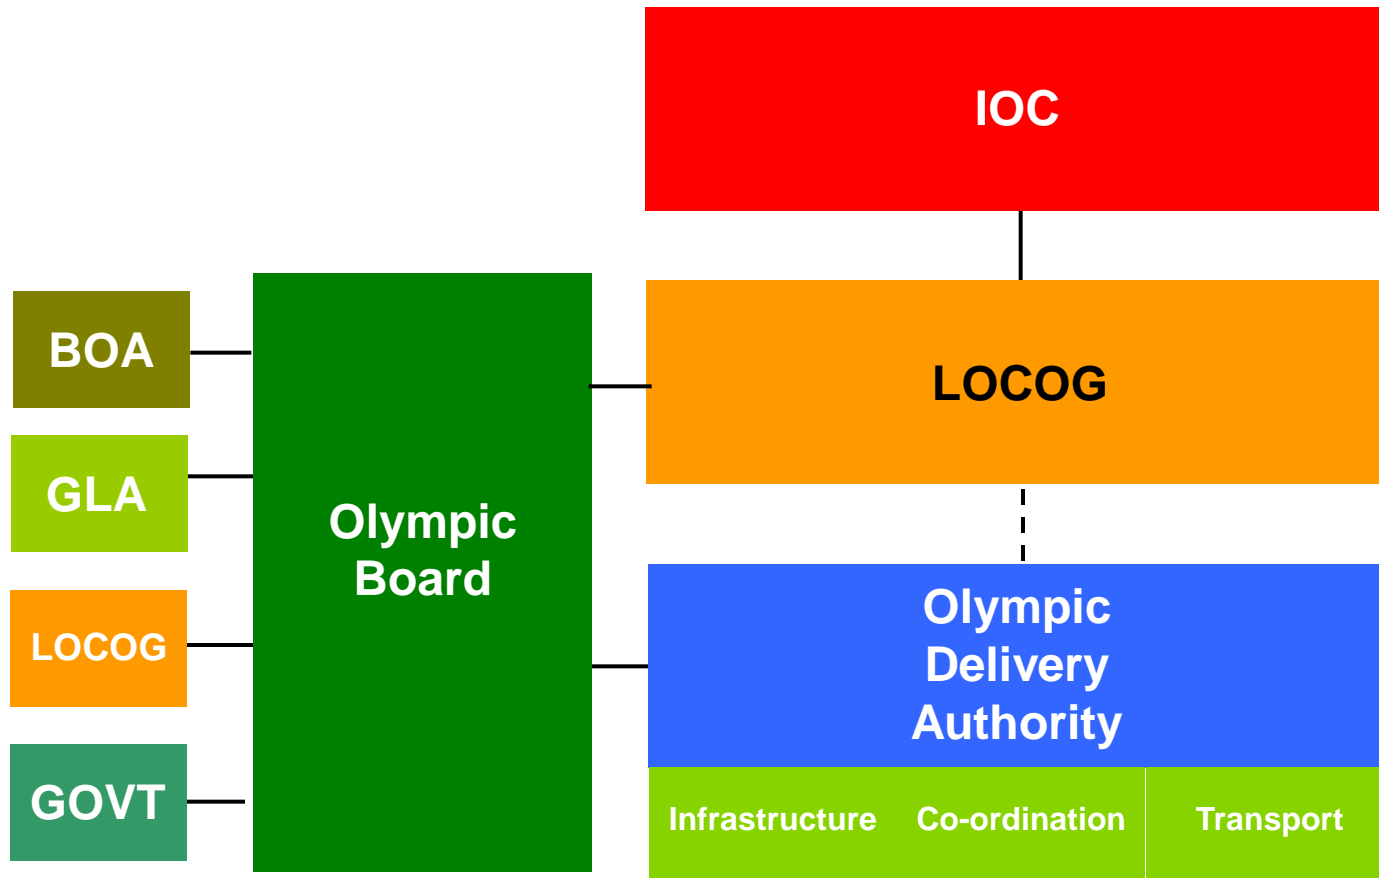 IOC
BOA
GLA
LOCOG
GOVT
Olympic
Board
LOCOG
Olympic
Delivery
Authority
Infrastructure
Co-ordination
Transport